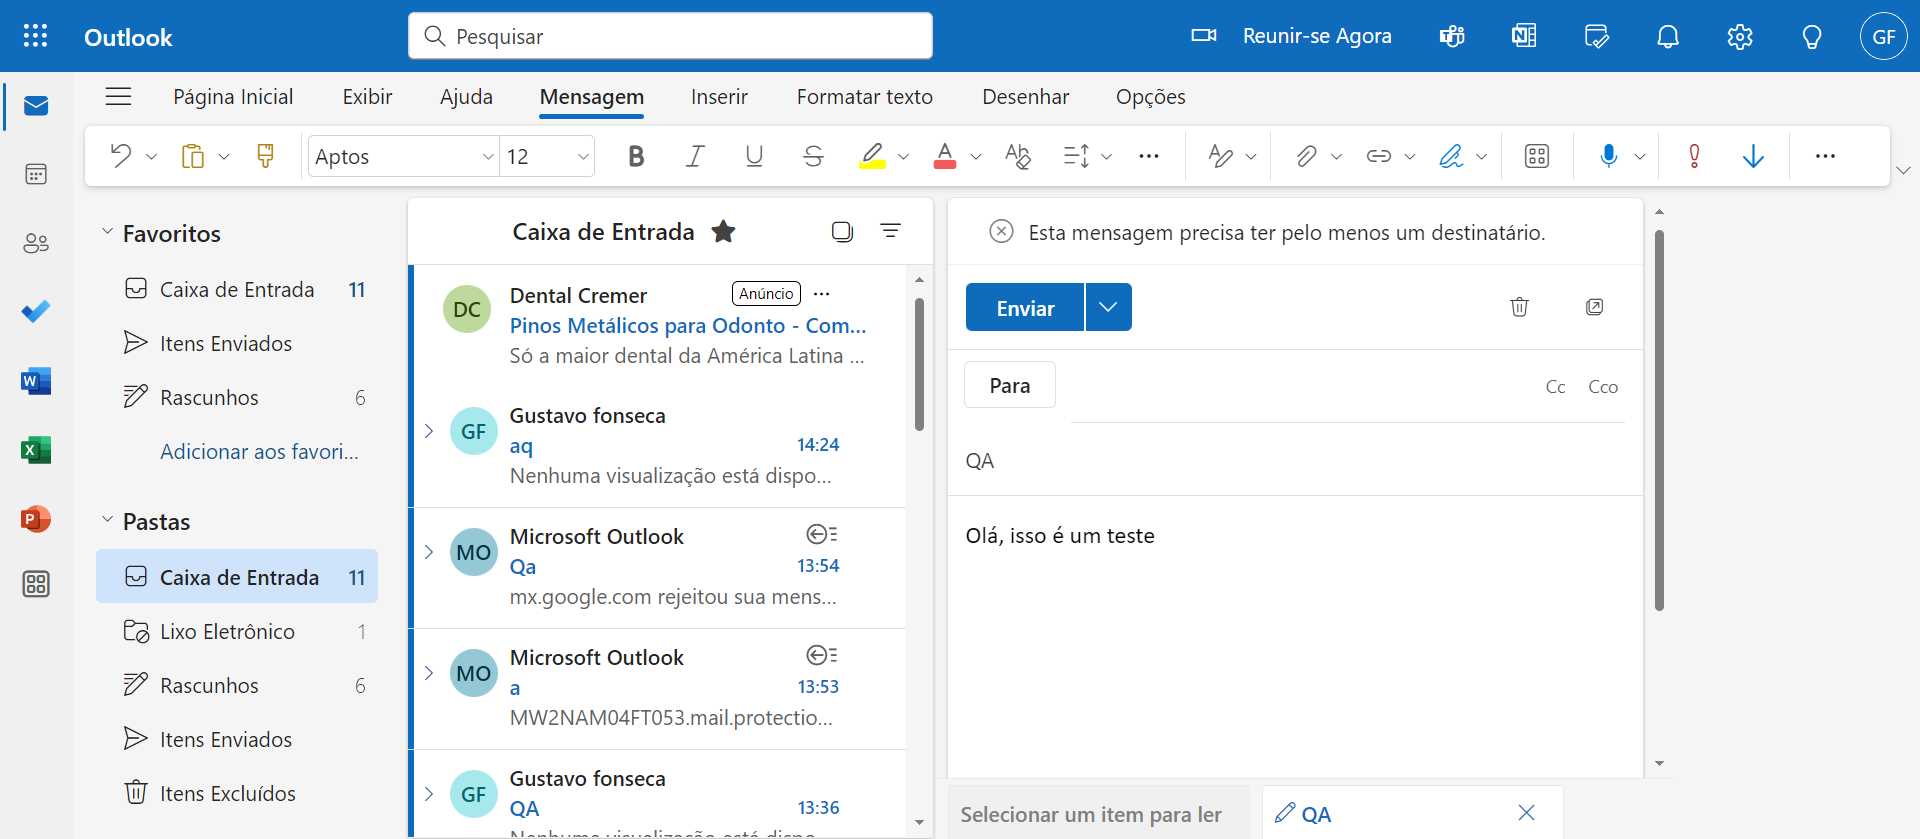 Outlook
Pesquisar
Reunir-se Agora
GF
Página Inicial
Exibir
Ajuda
Mensagem
Inserir
Formatar texto
Desenhar
Opções
Aptos
12
Favoritos
Caixa de Entrada 11
Itens Enviados
Rascunhos 6
Adicionar aos favori...
Pastas
Caixa de Entrada 11
Lixo Eletrônico 1
Rascunhos 6
Itens Enviados
Itens Excluídos
Caixa de Entrada
DC
Dental Cremer
Anúncio
Pinos Metálicos para Odonto - Com...
Só a maior dental da América Latina ...
GF
Gustavo fonseca
aq 14:24
Nenhuma visualização está dispo...
MO
Microsoft Outlook
Qa 13:54
mx.google.com rejeitou sua mens...
MO
Microsoft Outlook
a 13:53
MW2NAM04FT053.mail.protectio...
GF
Gustavo fonseca
QA 13:36
Nenhuma visualização está dispo...
Esta mensagem precisa ter pelo menos um destinatário.
Enviar
Para
Cc Cco
QA
Olá, isso é um teste
Selecionar um item para ler
QA